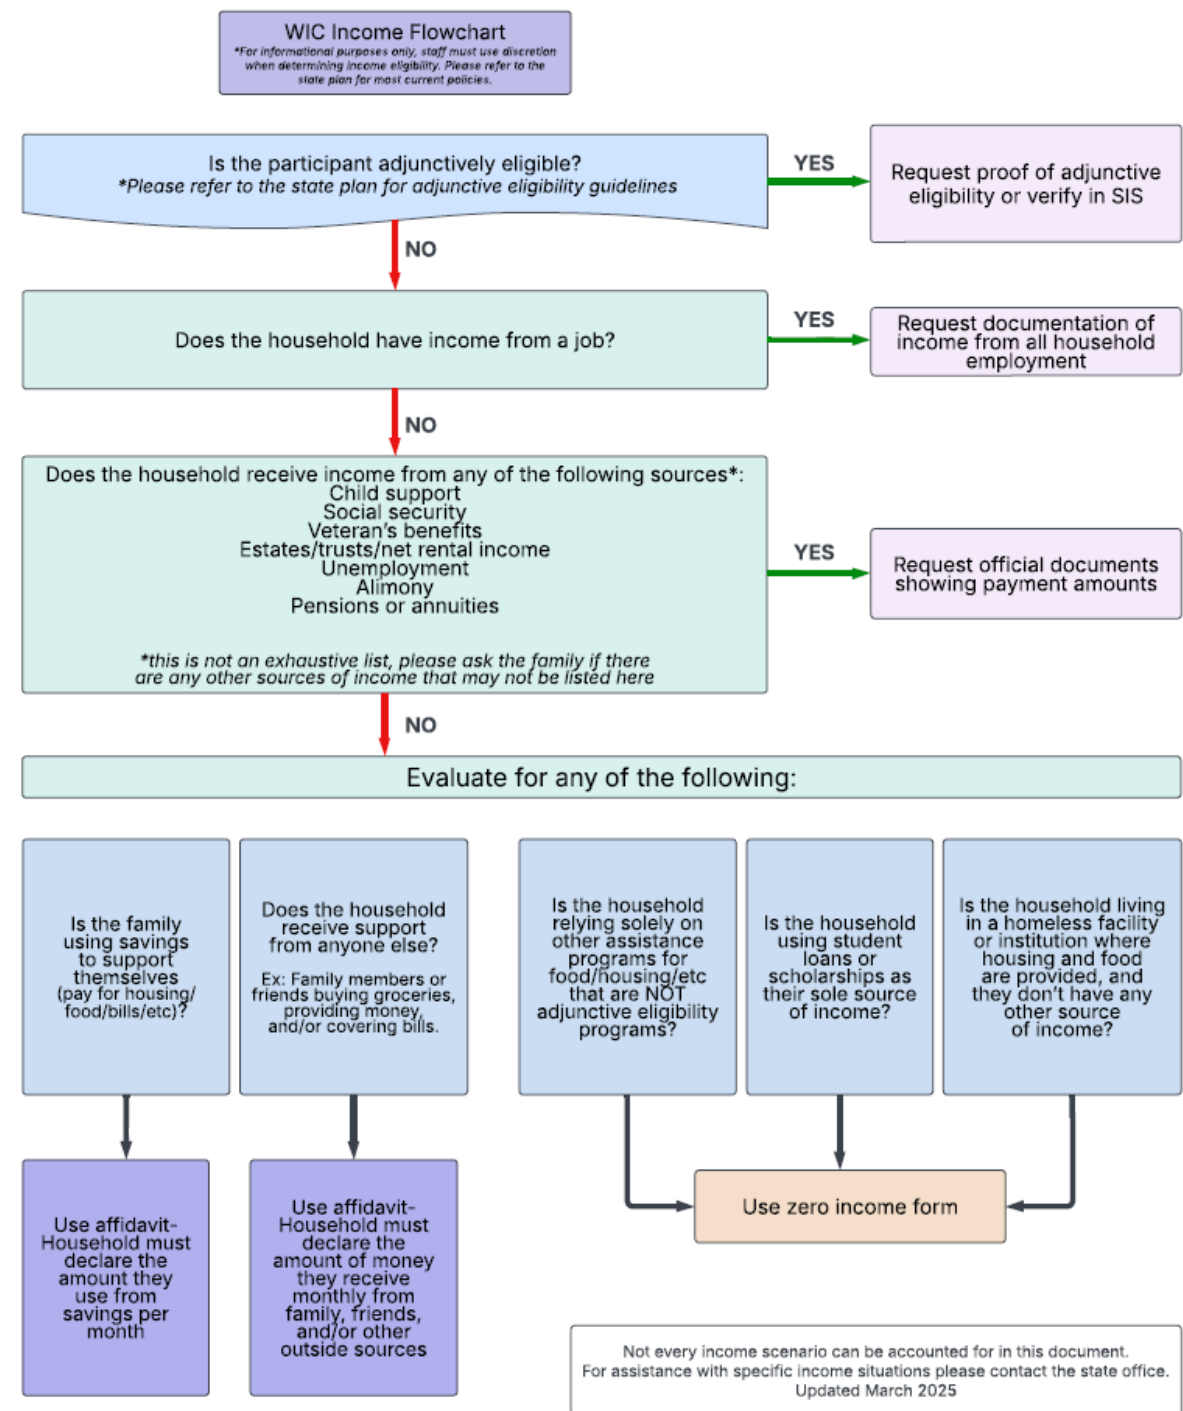 WIC Income Flowchart
*For informational purposes only, staff must use discretion
when determining income eligibility. Please refer to the
state plan for most current policies.
Is the participant adjunctively eligible?
*Please refer to the state plan for adjunctive eligibility guidelines
YES
Request proof of adjunctive
eligibility or verify in SIS
NO
Does the household have income from a job?
YES
Request documentation of
income from all household
employment
NO
Does the household receive income from any of the following sources*:
Child support
Social security
Veteran's benefits
Estates/trusts/net rental income
Unemployment
Alimony
Pensions or annuities
*this is not an exhaustive list, please ask the family if there
are any other sources of income that may not be listed here
YES
Request official documents
showing payment amounts
NO
Evaluate for any of the following:
Is the family
using savings
to support
themselves
(pay for housing/
food/bills/etc)?
Does the household
receive support
from anyone else?
Ex: Family members or
friends buying groceries,
providing money,
and/or covering bills.
Is the household
relying solely on
other assistance
programs for
food/housing/etc
that are NOT
adjunctive eligibility
programs?
Is the household
using student
loans or
scholarships as
their sole source
of income?
Is the household living
in a homeless facility
or institution where
housing and food
are provided, and
they don't have any
other source
of income?
Use affidavit-
Household must
declare the
amount they
use from
savings per
month
Use affidavit-
Household must
declare the
amount of money
they receive
monthly from
family, friends,
and/or other
outside sources
Use zero income form
Not every income scenario can be accounted for in this document.
For assistance with specific income situations please contact the state office.
Updated March 2025